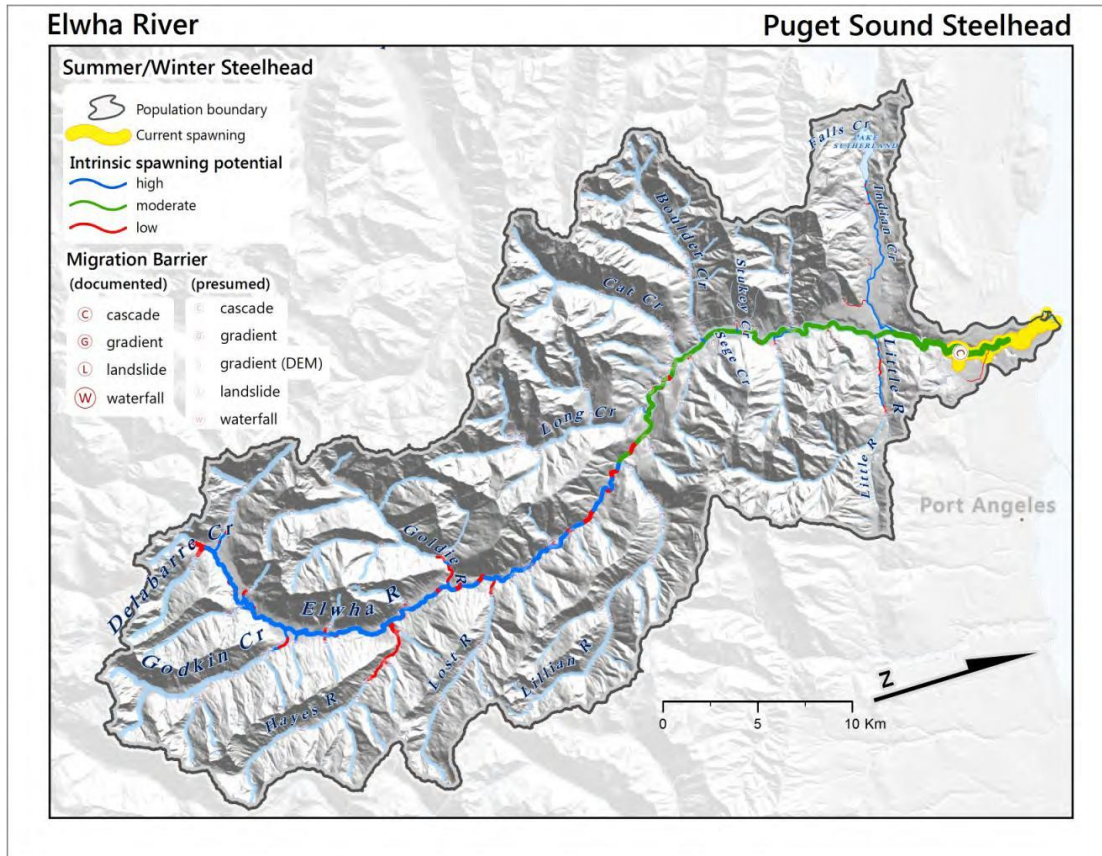 Elwha River
Puget Sound Steelhead
Summer/Winter Steelhead
Population boundary
Current spawning
Intrinsic spawning potential
high
moderate
low
Migration Barrier
(documented)
(presumed)
C cascade
G gradient
L landslide
W waterfall
cascade
gradient
gradient (DEM)
landslide
waterfall
Falls Cr
LAKE SUTHERLAND
Indian Cr
Boulder Cr
Stukey Cr
Cat Cr
Sege Cr
Little R
Long Cr
Little R
Port Angeles
C
Goldie R
Delabarre Cr
Elwha R
Godkin Cr
Lost R
Lillian R
Hayes R
N
0 5 10 Km